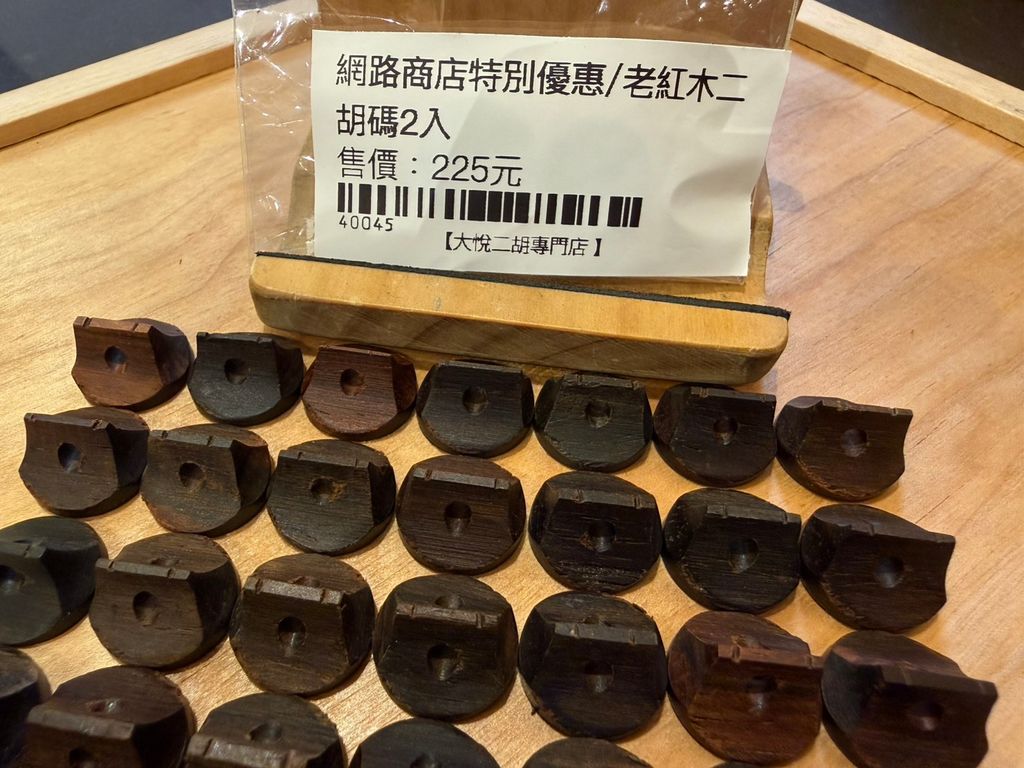 網路商店特別優惠/老紅木二
胡碼2入
售價：225元
40045
【大悅二胡專門店】